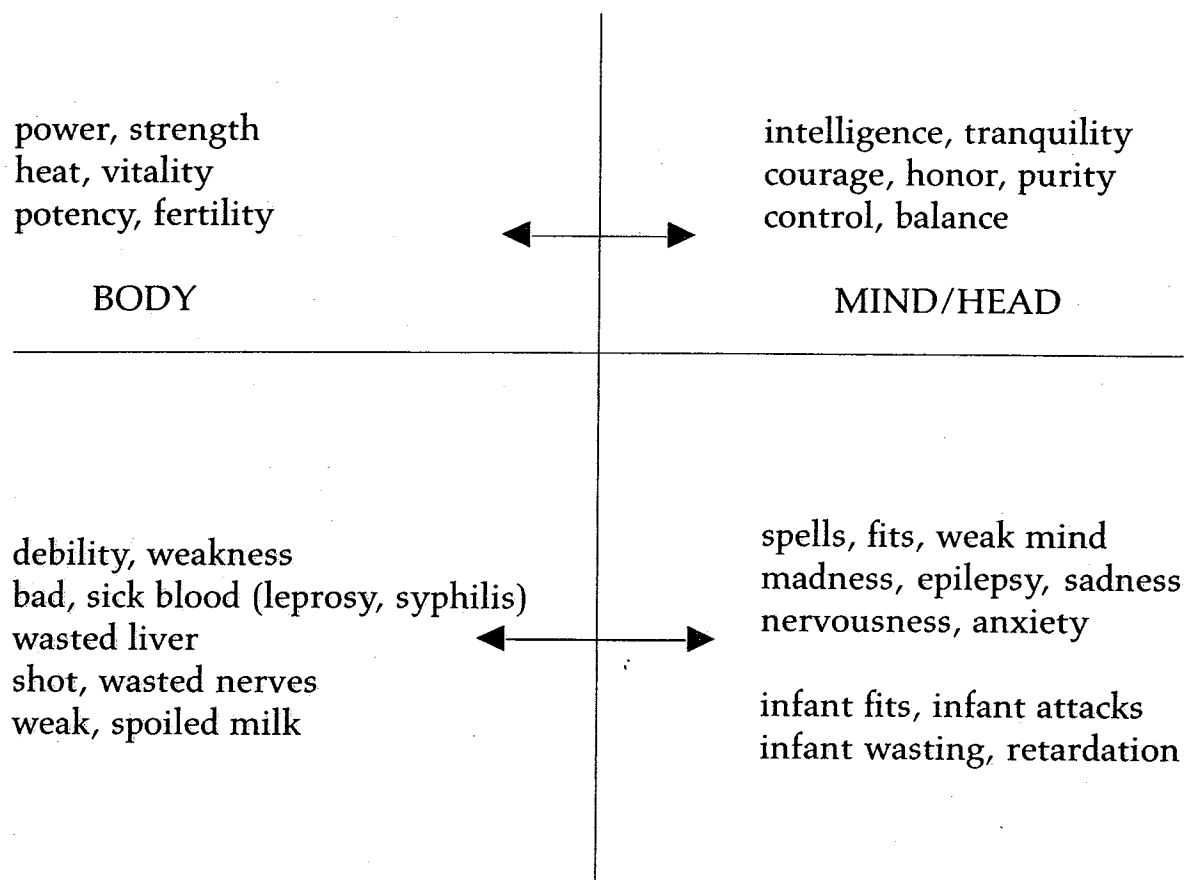 power, strength
heat, vitality
potency, fertility
BODY
intelligence, tranquility
courage, honor, purity
control, balance
MIND/HEAD
debility, weakness
bad, sick blood (leprosy, syphilis)
wasted liver
shot, wasted nerves
weak, spoiled milk
spells, fits, weak mind
madness, epilepsy, sadness
nervousness, anxiety
infant fits, infant attacks
infant wasting, retardation